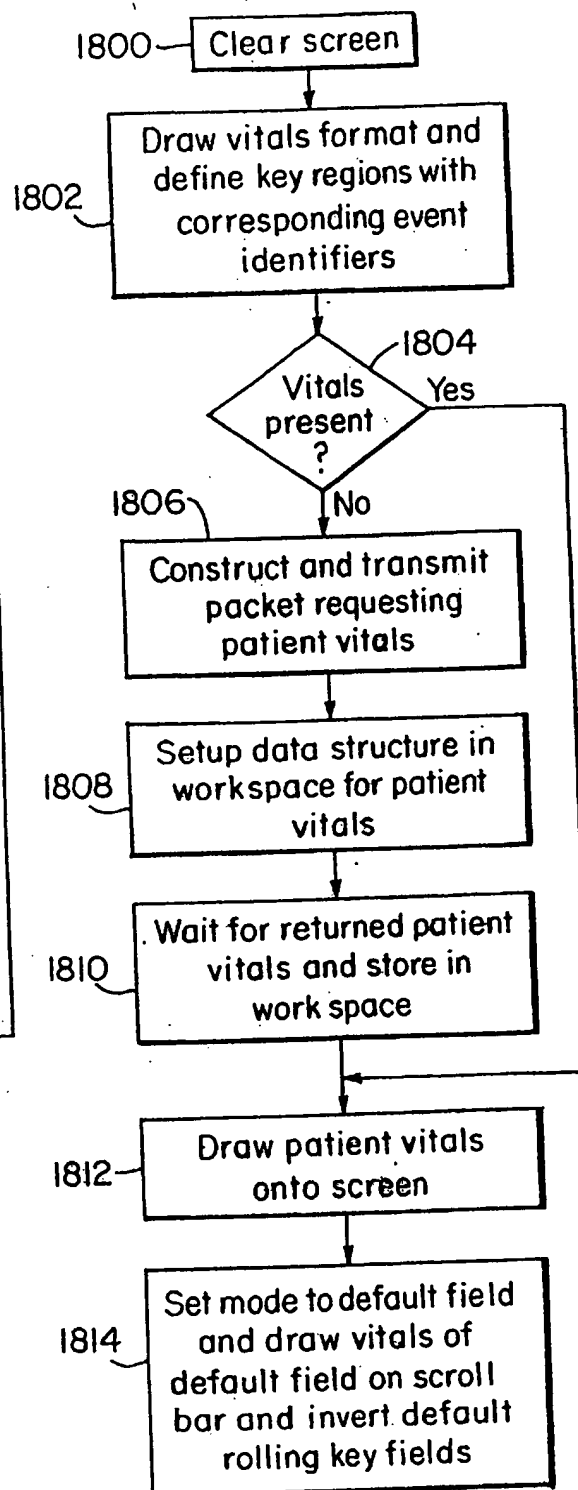 1800
Clear screen
1802
Draw vitals format and
define key regions with
corresponding event
identifiers
1804
Vitals
present
?
Yes
No
1806
Construct and transmit
packet requesting
patient vitals
1808
Setup data structure in
workspace for patient
vitals
1810
Wait for returned patient
vitals and store in
work space
1812
Draw patient vitals
onto screen
1814
Set mode to default field
and draw vitals of
default field on scroll
bar and invert default
rolling key fields